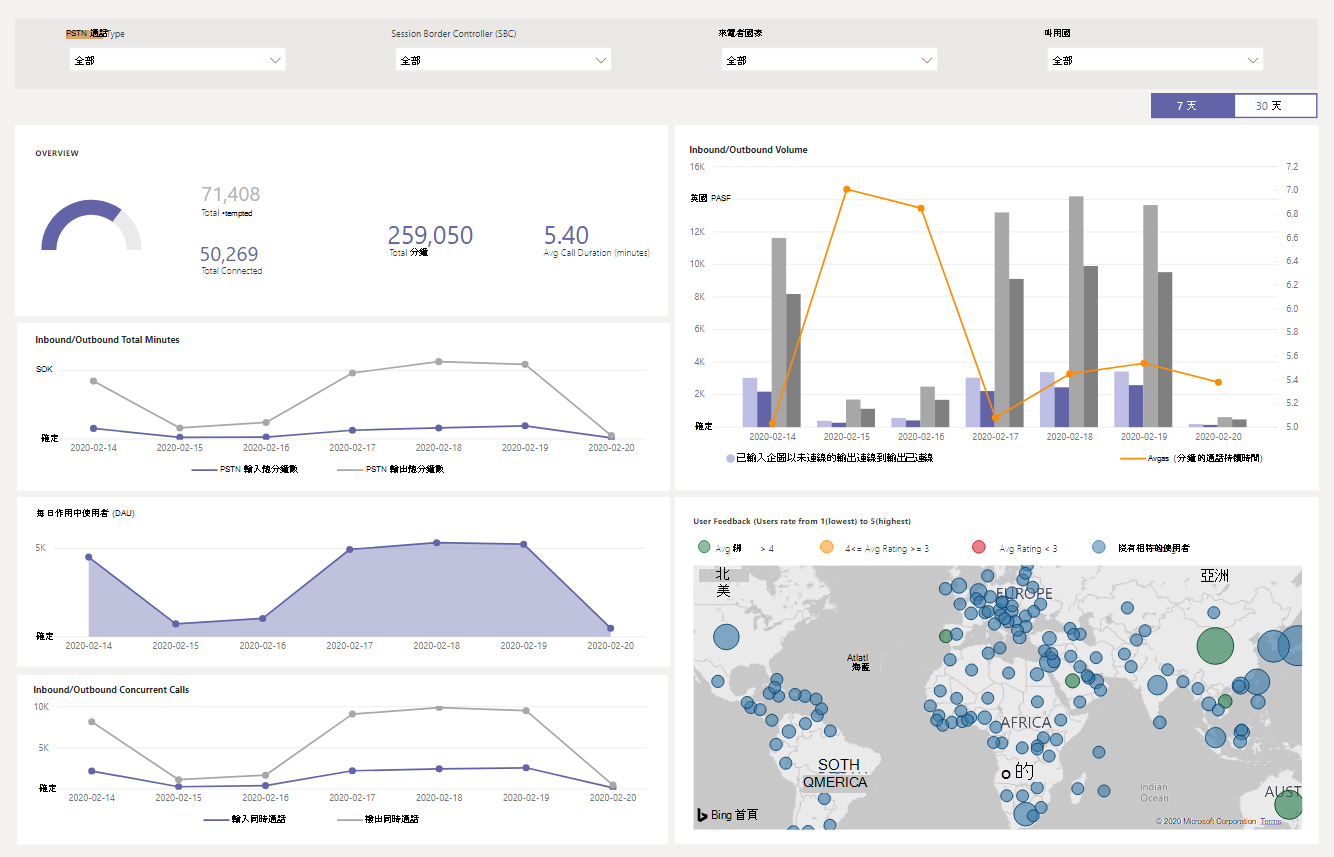 PSTN 通話Type
Session Border Controller (SBC)
來電者國家
叫用國
全部
全部
全部
全部
7 天
30 天
OVERVIEW
71,408
Total •tempted
50,269
Total Connected
259,050
Total 分鐘
5.40
Avg Call Duration (minutes)
Inbound/Outbound Volume
16K
英國 PASF
12K
10K
8K
6K
4K
2K
確定
7.2
7.0
6.8
6.6
6.4
6.2
6.0
5.8
5.6
5.4
5.2
5.0
2020-02-14
2020-02-15
2020-02-16
2020-02-17
2020-02-18
2020-02-19
2020-02-20
已輸入企圖以未連線的輸出連線到輸出已連線
Avgas (分鐘的通話持續時間)
Inbound/Outbound Total Minutes
SOK
確定
2020-02-14
2020-02-15
2020-02-16
2020-02-17
2020-02-18
2020-02-19
2020-02-20
PSTN 輸入總分鐘數
PSTN 輸出總分鐘數
每日作用中使用者 (DAU)
5K
確定
2020-02-14
2020-02-15
2020-02-16
2020-02-17
2020-02-18
2020-02-19
2020-02-20
Inbound/Outbound Concurrent Calls
10K
5K
確定
2020-02-14
2020-02-15
2020-02-16
2020-02-17
2020-02-18
2020-02-19
2020-02-20
輸入同時通話
輸出同時通話
User Feedback (Users rate from 1(lowest) to 5(highest)
Avg > 4
4<= Avg Rating >= 3
Avg Rating < 3
沒有相符的使用者
北
美
亞洲
EUROPE
Atlatl
海藍
AFRICA
o 的
SOTH
QMERICA
Indian
Ocean
AUST
Bing 首頁
© 2020 Microsoft Corporation Terms